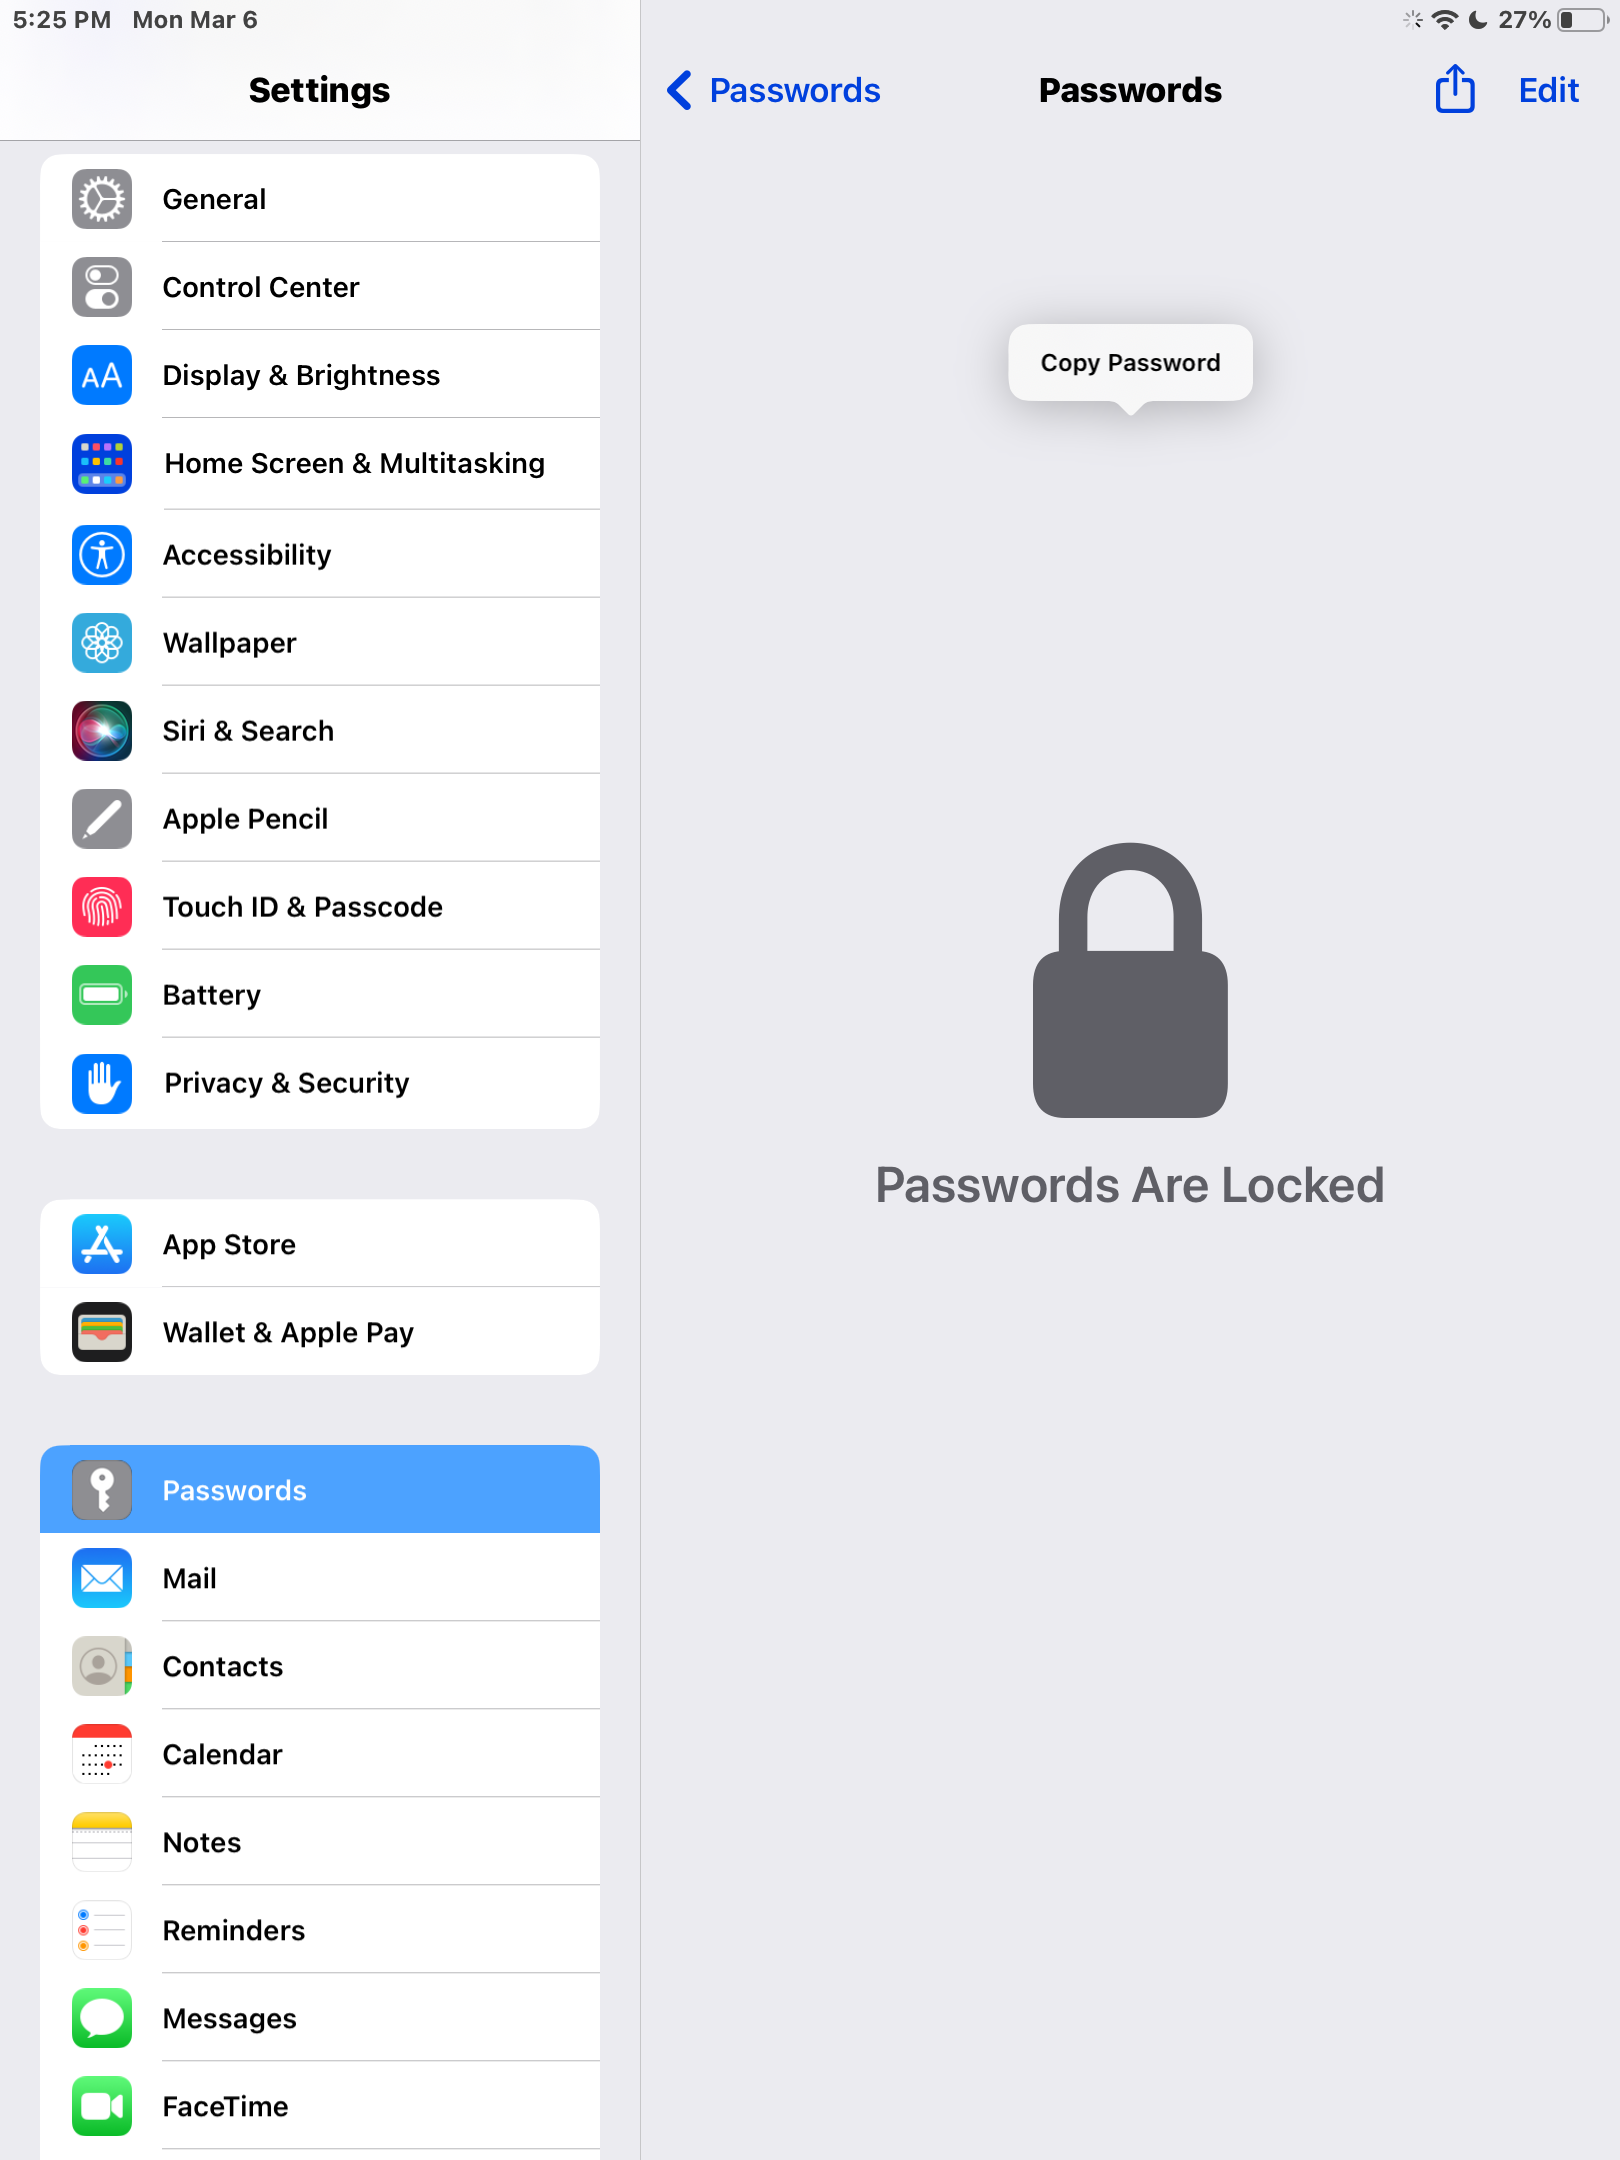 5:25 PM Mon Mar 6
27%
Settings
General
Control Center
AA Display & Brightness
Home Screen & Multitasking
Accessibility
Wallpaper
Siri & Search
Apple Pencil
Touch ID & Passcode
Battery
Privacy & Security
App Store
Wallet & Apple Pay
Passwords
Mail
Contacts
Calendar
Notes
Reminders
Messages
FaceTime
Passwords
Passwords
Edit
Copy Password
Passwords Are Locked